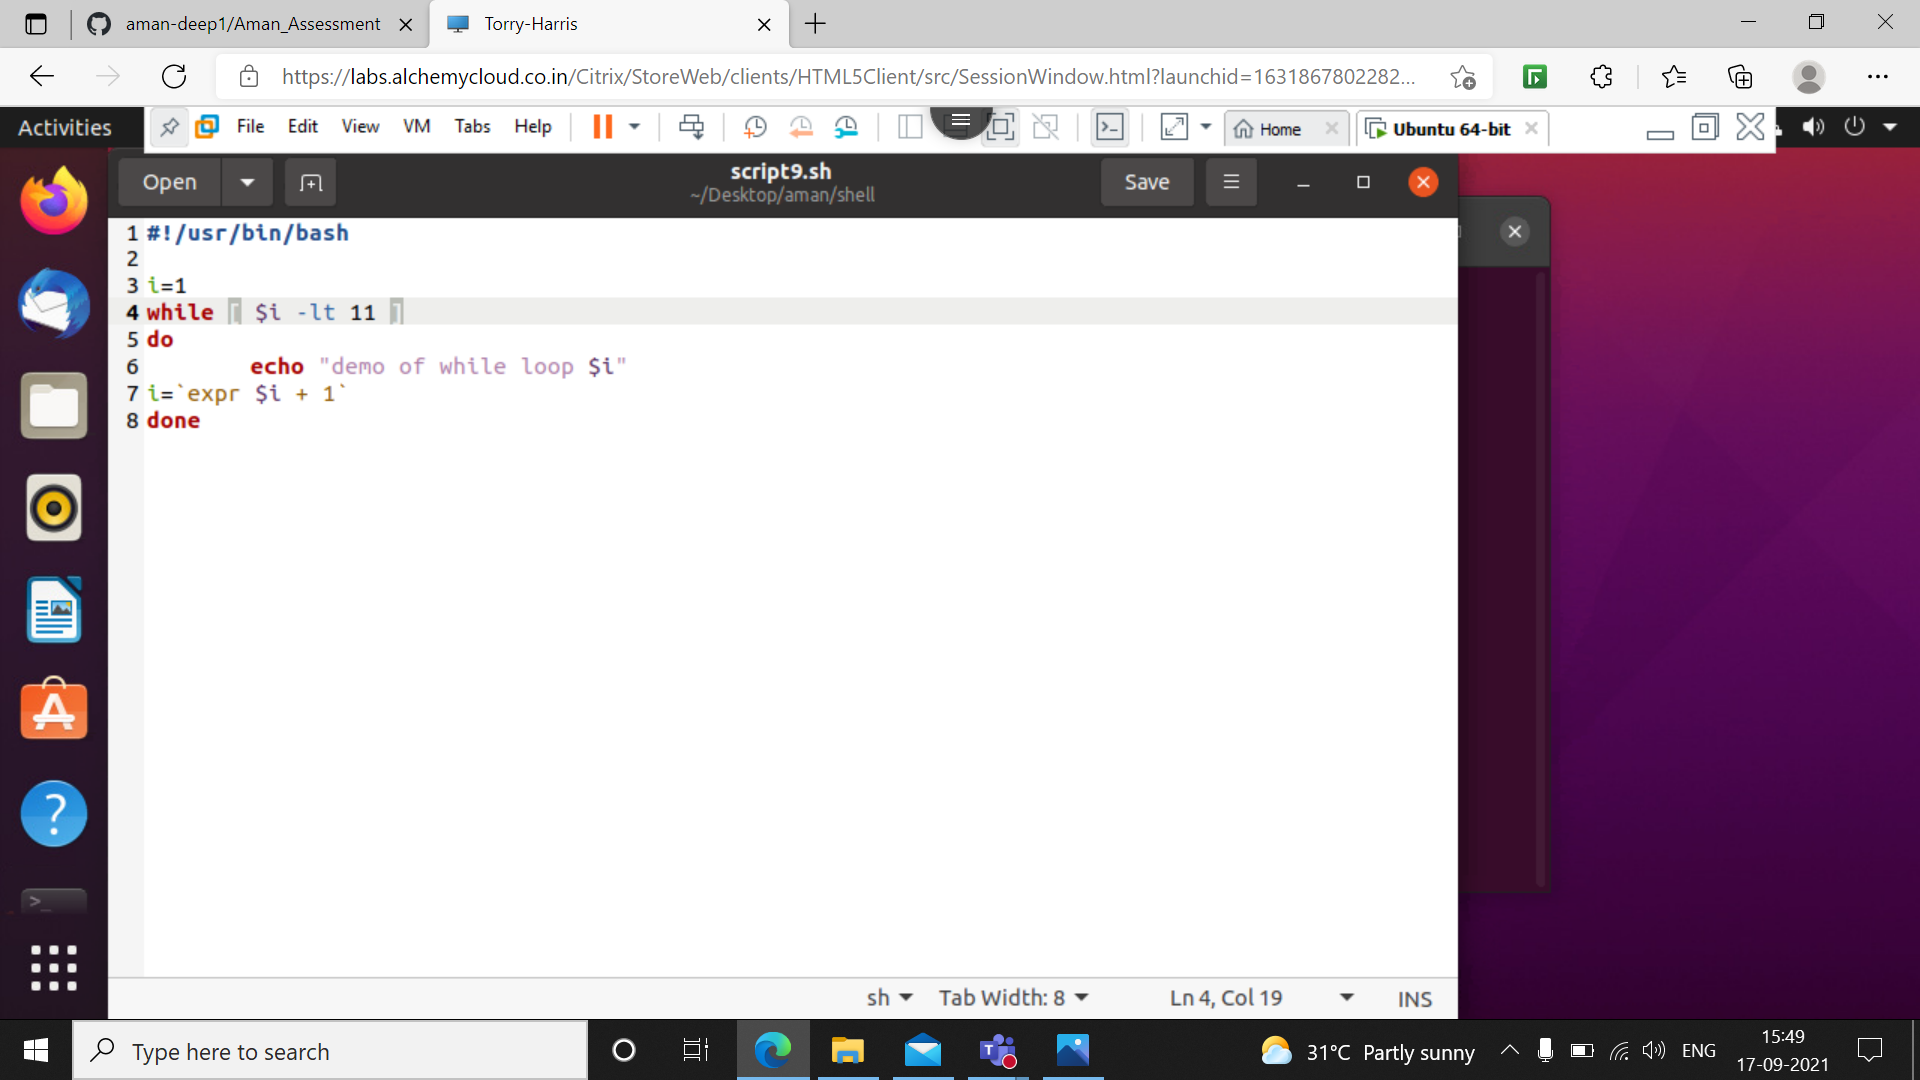 aman-deep1/Aman_Assessment
Torry-Harris
https://labs.alchemycloud.co.in/Citrix/StoreWeb/clients/HTML5Client/src/SessionWindow.html?launchid=1631867802282...
Activities
File Edit View VM Tabs Help
Home
Ubuntu 64-bit
Open
script9.sh
~/Desktop/aman/shell
Save
1 #!/usr/bin/bash
2
3 i=1
4 while [ $i -lt 11 ]
5 do
6         echo "demo of while loop $i"
7 i=`expr $i + 1`
8 done
sh Tab Width: 8 Ln 4, Col 19 INS
Type here to search
31°C Partly sunny
ENG
15:49
17-09-2021